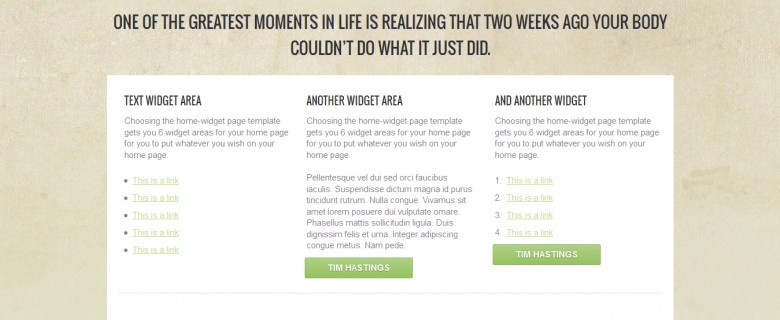 ONE OF THE GREATEST MOMENTS IN LIFE IS REALIZING THAT TWO WEEKS AGO YOUR BODY
COULDN'T DO WHAT IT JUST DID.
TEXT WIDGET AREA
Choosing the home-widget page template
gets you 6 widget areas for your home page
for you to put whatever you wish on your
home page.
• This is a link
• This is a link
• This is a link
• This is a link
• This is a link
ANOTHER WIDGET AREA
Choosing the home-widget page template
gets you 6 widget areas for your home page
for you to put whatever you wish on your
home page.
Pellentesque vel dui sed orci faucibus
iaculis. Suspendisse dictum magna id purus
tincidunt rutrum. Nulla congue. Vivamus sit
amet lorem posuere dui vulputate ornare.
Phasellus mattis sollicitudin ligula. Duis
dignissim felis et urna. Integer adipiscing
congue metus. Nam pede.
TIM HASTINGS
AND ANOTHER WIDGET
Choosing the home-widget page template
gets you 6 widget areas for your home page
for you to put whatever you wish on your
home page.
1. This is a link
2. This is a link
3. This is a link
4. This is a link
TIM HASTINGS